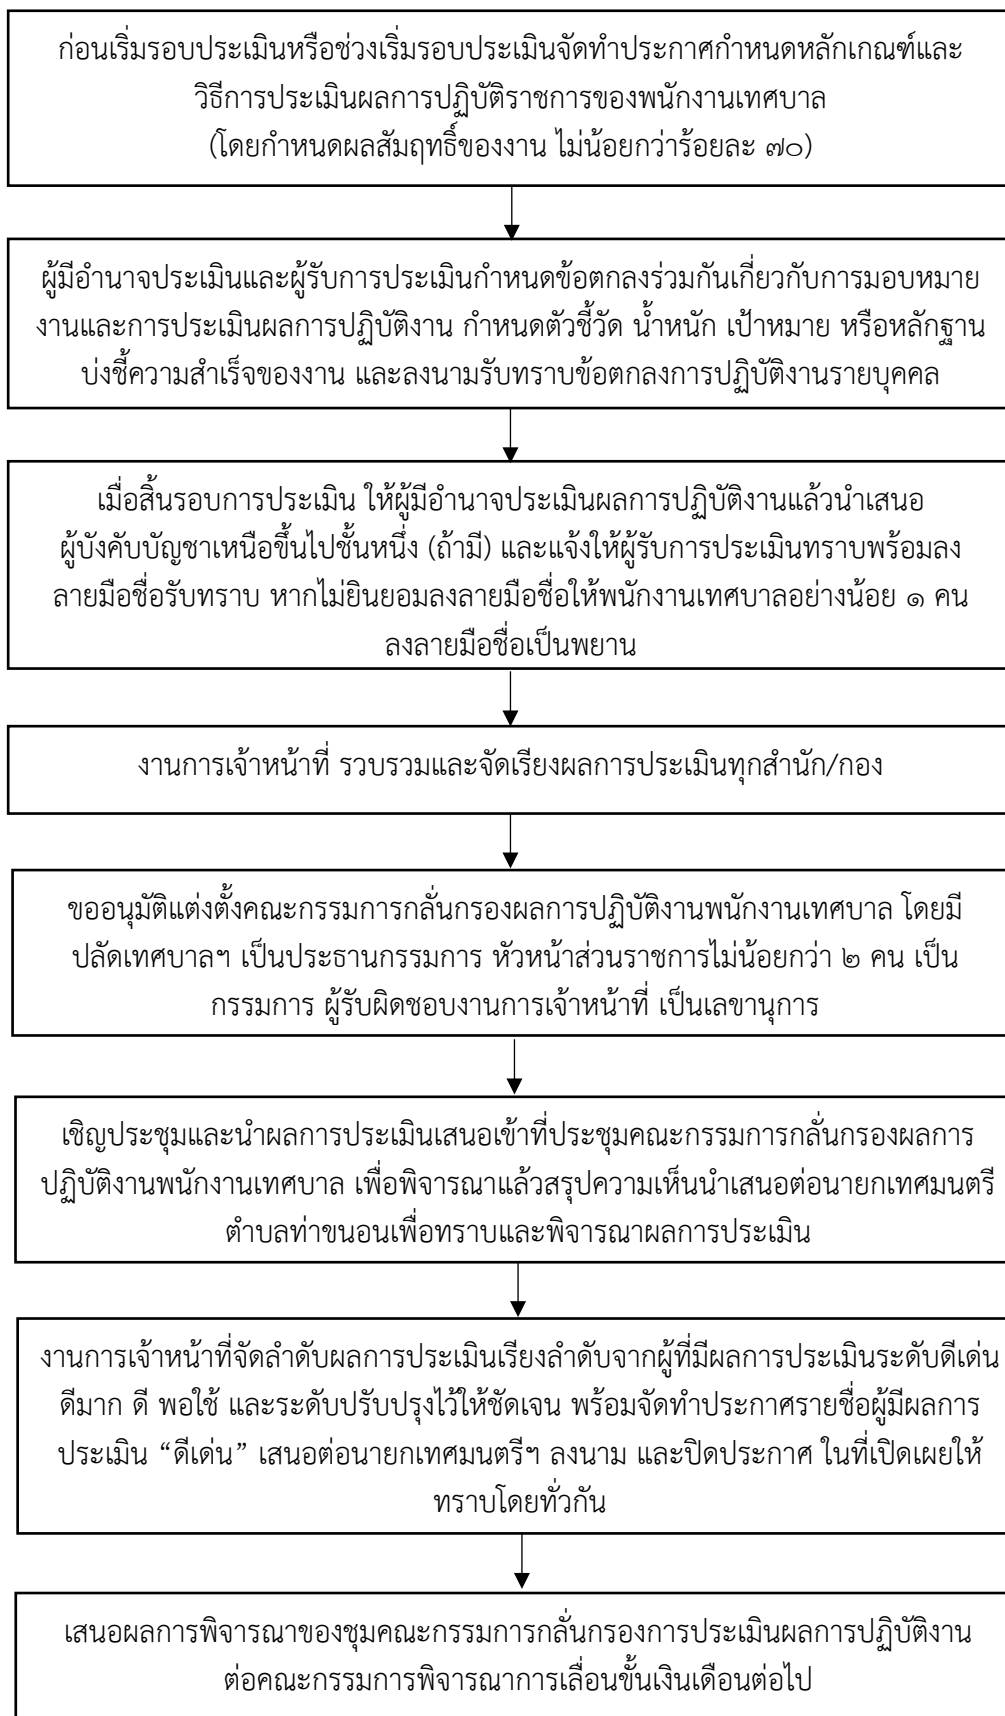 ก่อนเริ่มรอบประเมินหรือช่วงเริ่มรอบประเมินจัดทำประกาศกำหนดหลักเกณฑ์และ
วิธีการประเมินผลการปฏิบัติราชการของพนักงานเทศบาล
(โดยกำหนดผลสัมฤทธิ์ของงาน ไม่น้อยกว่าร้อยละ ๗๐)
ผู้มีอำนาจประเมินและผู้รับการประเมินกำหนดข้อตกลงร่วมกันเกี่ยวกับการมอบหมาย
งานและการประเมินผลการปฏิบัติงาน กำหนดตัวชี้วัด น้ำหนัก เป้าหมาย หรือหลักฐาน
บ่งชี้ความสำเร็จของงาน และลงนามรับทราบข้อตกลงการปฏิบัติงานรายบุคคล
เมื่อสิ้นรอบการประเมิน ให้ผู้มีอำนาจประเมินผลการปฏิบัติงานแล้วนำเสนอ
ผู้บังคับบัญชาเหนือขึ้นไปชั้นหนึ่ง (ถ้ามี) และแจ้งให้ผู้รับการประเมินทราบพร้อมลง
ลายมือชื่อรับทราบ หากไม่ยินยอมลงลายมือชื่อให้พนักงานเทศบาลอย่างน้อย ๑ คน
ลงลายมือชื่อเป็นพยาน
งานการเจ้าหน้าที่ รวบรวมและจัดเรียงผลการประเมินทุกสำนัก/กอง
ขออนุมัติแต่งตั้งคณะกรรมการกลั่นกรองผลการปฏิบัติงานพนักงานเทศบาล โดยมี
ปลัดเทศบาลฯ เป็นประธานกรรมการ หัวหน้าส่วนราชการไม่น้อยกว่า ๒ คน เป็น
กรรมการ ผู้รับผิดชอบงานการเจ้าหน้าที่ เป็นเลขานุการ
เชิญประชุมและนำผลการประเมินเสนอเข้าที่ประชุมคณะกรรมการกลั่นกรองผลการ
ปฏิบัติงานพนักงานเทศบาล เพื่อพิจารณาแล้วสรุปความเห็นนำเสนอต่อนายกเทศมนตรี
ตำบลท่าขนอนเพื่อทราบและพิจารณาผลการประเมิน
งานการเจ้าหน้าที่จัดลำดับผลการประเมินเรียงลำดับจากผู้ที่มีผลการประเมินระดับดีเด่น
ดีมาก ดี พอใช้ และระดับปรับปรุงไว้ให้ชัดเจน พร้อมจัดทำประกาศรายชื่อผู้มีผลการ
ประเมิน “ดีเด่น” เสนอต่อนายกเทศมนตรีฯ ลงนาม และปิดประกาศ ในที่เปิดเผยให้
ทราบโดยทั่วกัน
เสนอผลการพิจารณาของชุมคณะกรรมการกลั่นกรองการประเมินผลการปฏิบัติงาน
ต่อคณะกรรมการพิจารณาการเลื่อนขั้นเงินเดือนต่อไป